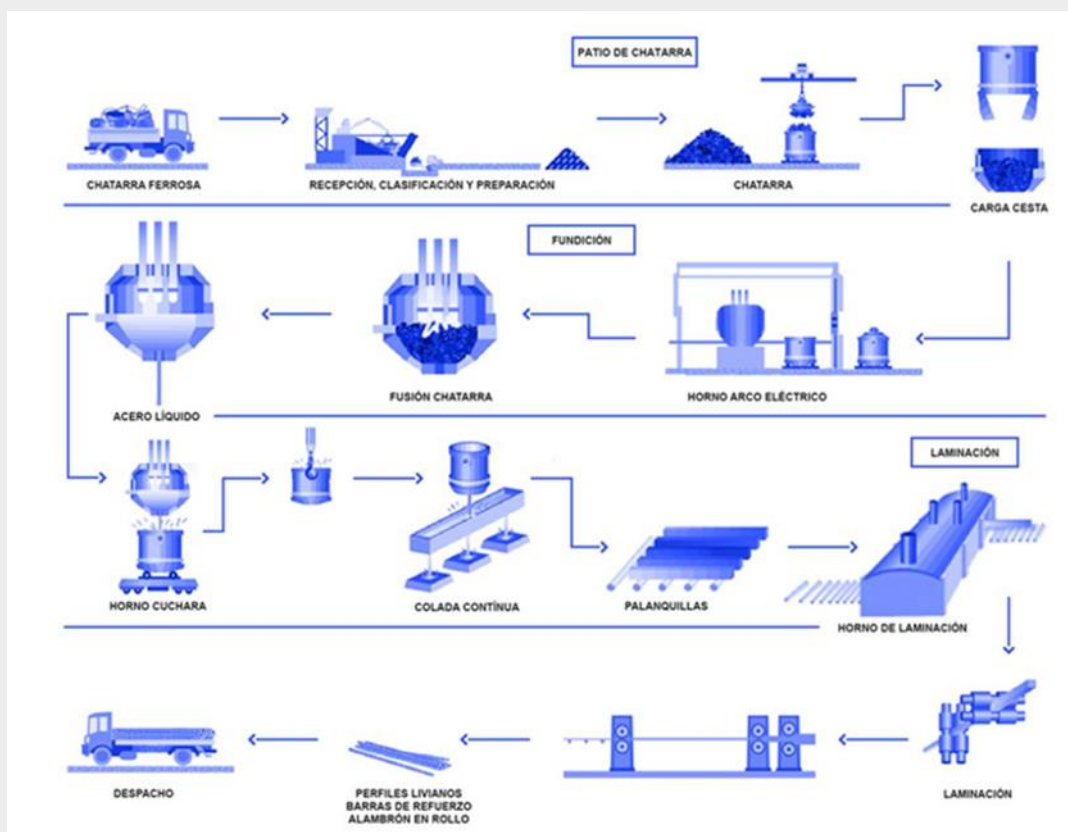 PATIO DE CHATARRA
CHATARRA FERROSA
RECEPCIÓN, CLASIFICACIÓN Y PREPARACIÓN
CHATARRA
CARGA CESTA
FUNDICIÓN
ACERO LÍQUIDO
FUSIÓN CHATARRA
HORNO ARCO ELÉCTRICO
LAMINACIÓN
HORNO CUCHARA
COLADA CONTÍNUA
PALANQUILLAS
HORNO DE LAMINACIÓN
DESPACHO
PERFILES LIVIANOS
BARRAS DE REFUERZO
ALAMBRÓN EN ROLLO
LAMINACIÓN